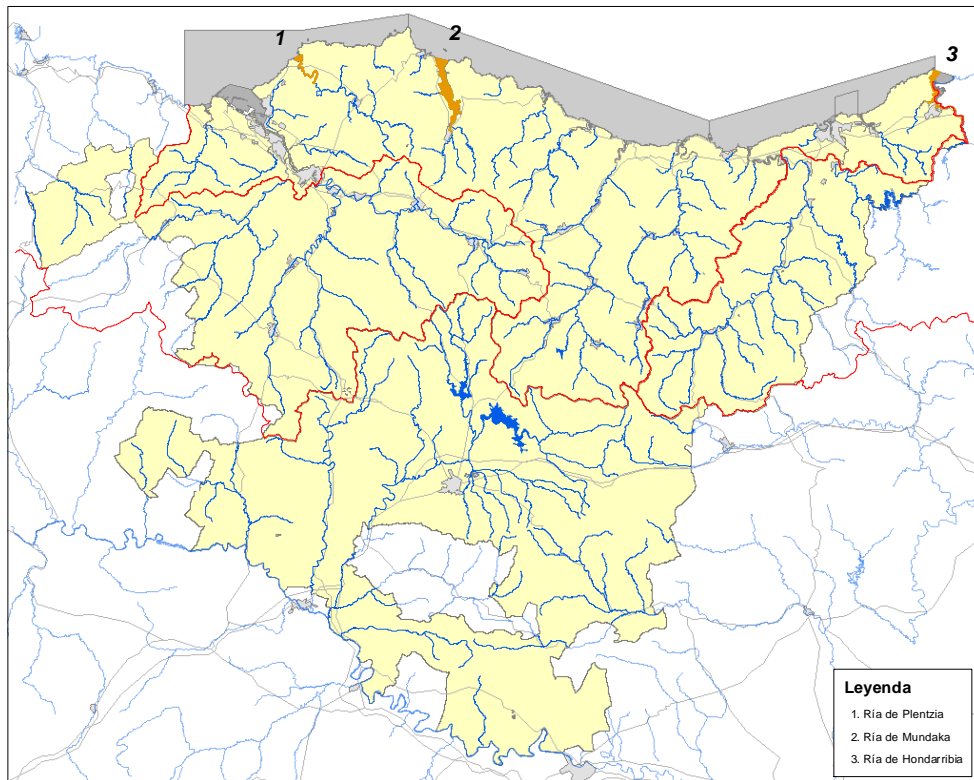 1
2
3
Leyenda
1. Ría de Plentzia
2. Ría de Mundaka
3. Ría de Hondarribia